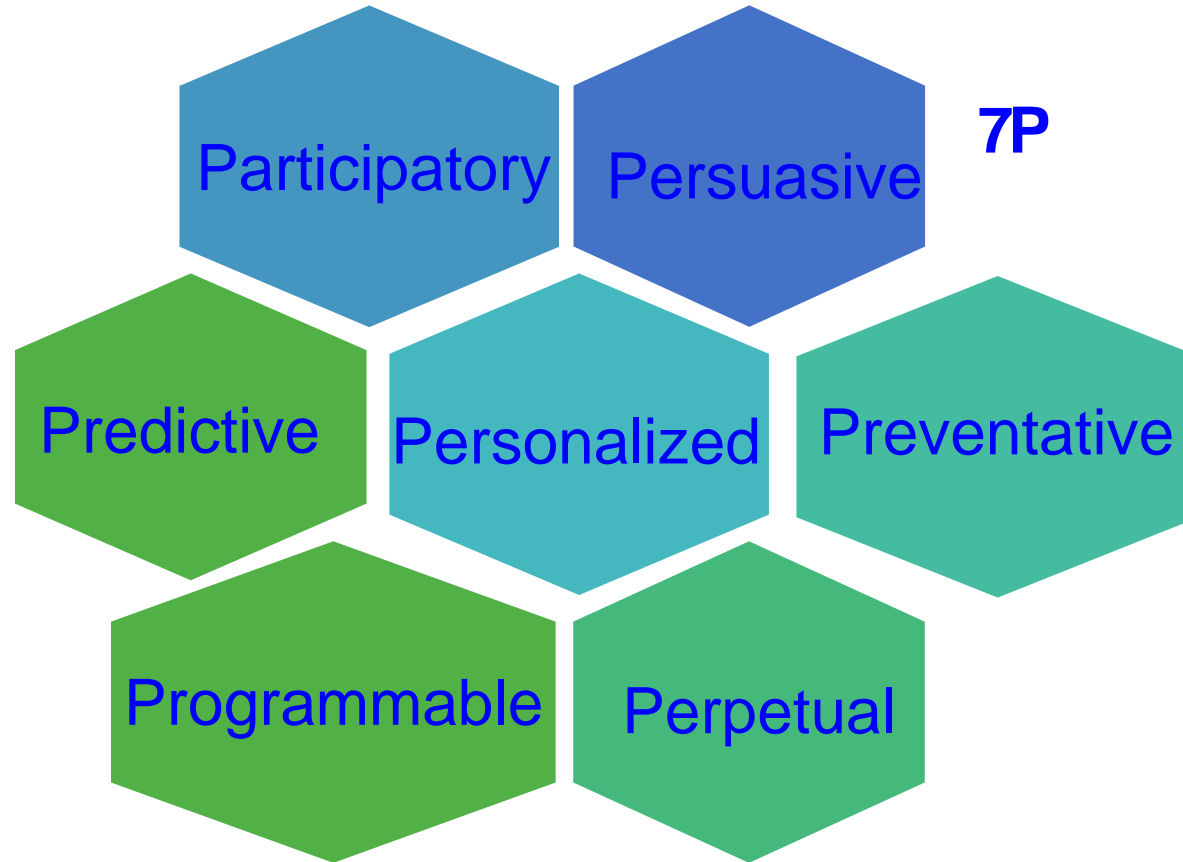 7P
Participatory
Persuasive
Predictive
Personalized
Preventative
Programmable
Perpetual